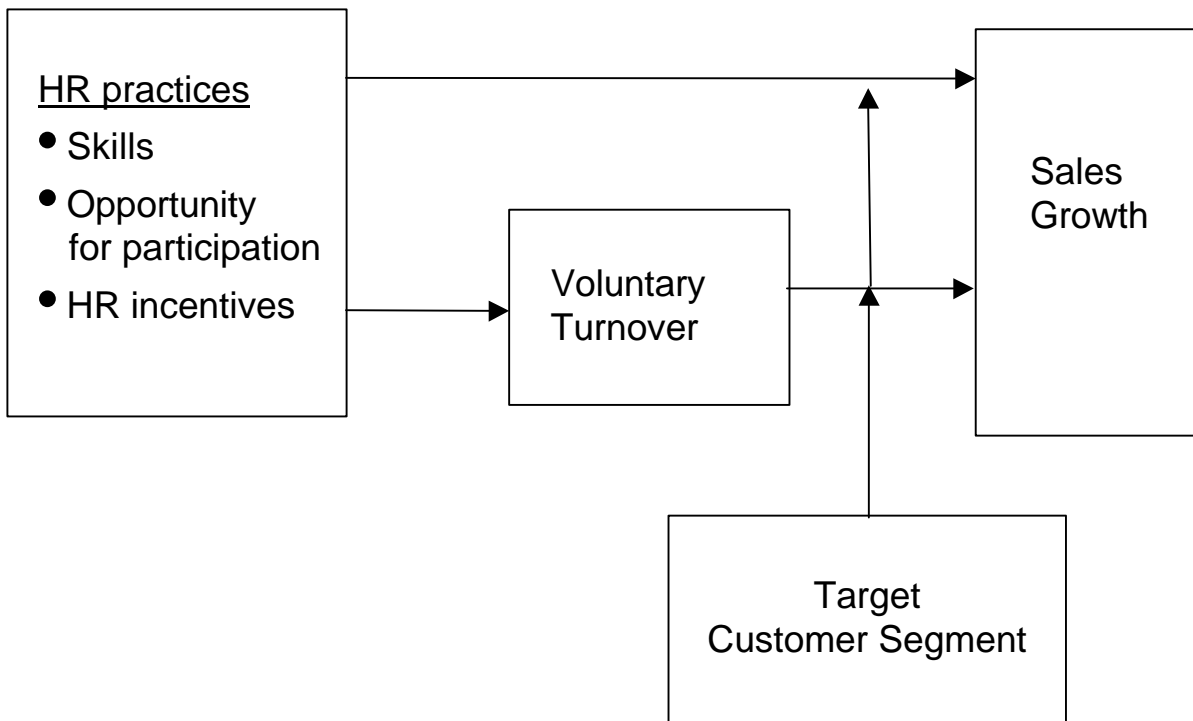 HR practices
• Skills
• Opportunity
for participation
• HR incentives
Voluntary
Turnover
Sales
Growth
Target
Customer Segment